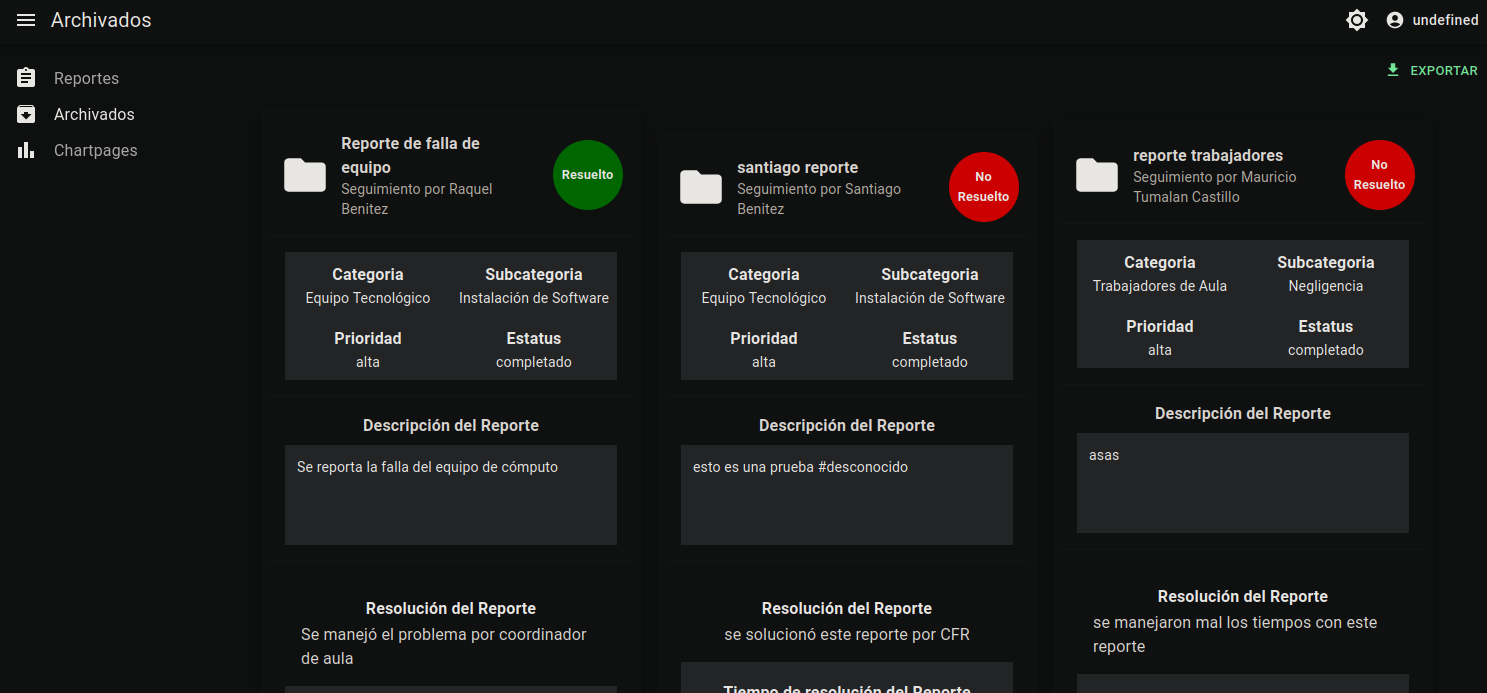 Archivados
undefined
Reportes
Archivados
Chartpages
EXPORTAR
Reporte de falla de
equipo
Seguimiento por Raquel
Benitez
Resuelto
Categoria
Subcategoria
Equipo Tecnológico
Instalación de Software
Prioridad
Estatus
alta
completado
Descripción del Reporte
Se reporta la falla del equipo de cómputo
Resolución del Reporte
Se manejó el problema por coordinador
de aula
santiago reporte
Seguimiento por Santiago
Benitez
No
Resuelto
Categoria
Subcategoria
Equipo Tecnológico
Instalación de Software
Prioridad
Estatus
alta
completado
Descripción del Reporte
esto es una prueba #desconocido
Resolución del Reporte
se solucionó este reporte por CFR
Tiempo de resolución del Reporte
reporte trabajadores
Seguimiento por Mauricio
Tumalan Castillo
No
Resuelto
Categoria
Subcategoria
Trabajadores de Aula
Negligencia
Prioridad
Estatus
alta
completado
Descripción del Reporte
asas
Resolución del Reporte
se manejaron mal los tiempos con este
reporte